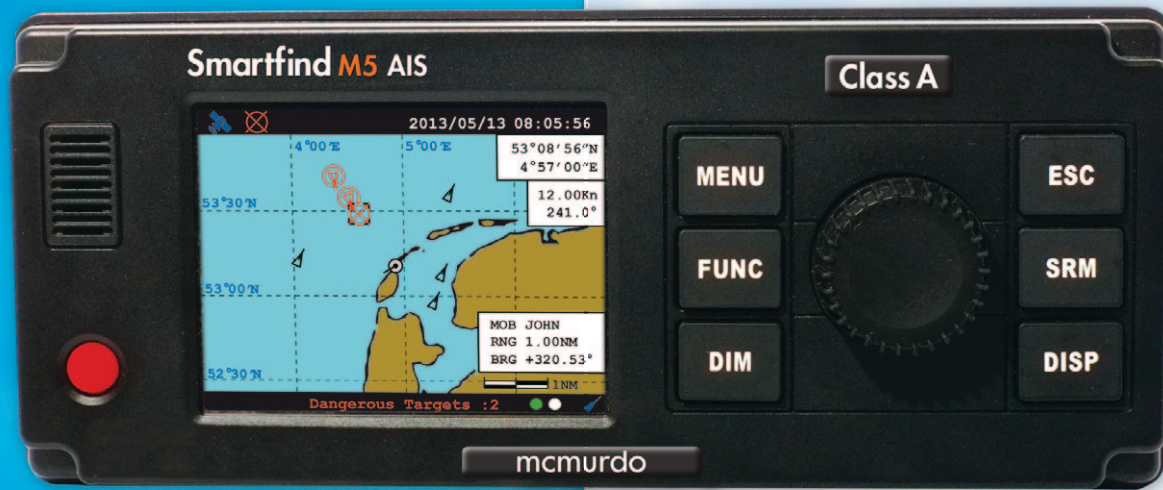 Smartfind M5 AIS
Class A
2013/05/13 08:05:56
4°00'E
5°00'E
53°08'56"N
4°57'00"E
12.00Kn
241.0°
53°30'N
53°00'N
52°30'N
MOB JOHN
RNG 1.00NM
BRG +320.53°
1NM
Dangerous Targets :2
MENU
FUNC
DIM
ESC
SRM
DISP
mcmurdo